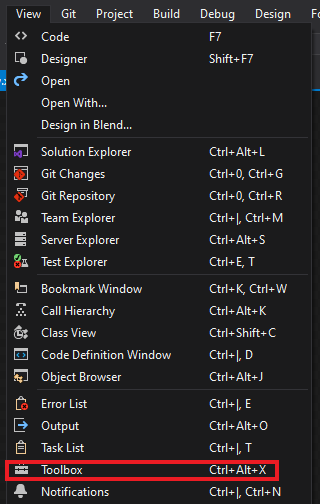 View Git Project Build Debug Design
Code F7
Designer Shift+F7
Open
Open With...
Design in Blend...
Solution Explorer Ctrl+Alt+L
Git Changes Ctrl+0, Ctrl+G
Git Repository Ctrl+0, Ctrl+R
Team Explorer Ctrl+|, Ctrl+M
Server Explorer Ctrl+Alt+S
Test Explorer Ctrl+E, T
Bookmark Window Ctrl+K, Ctrl+W
Call Hierarchy Ctrl+Alt+K
Class View Ctrl+Shift+C
Code Definition Window Ctrl+|, D
Object Browser Ctrl+Alt+J
Error List Ctrl+|, E
Output Ctrl+Alt+O
Task List Ctrl+|, T
Toolbox Ctrl+Alt+X
Notifications Ctrl+|, Ctrl+N